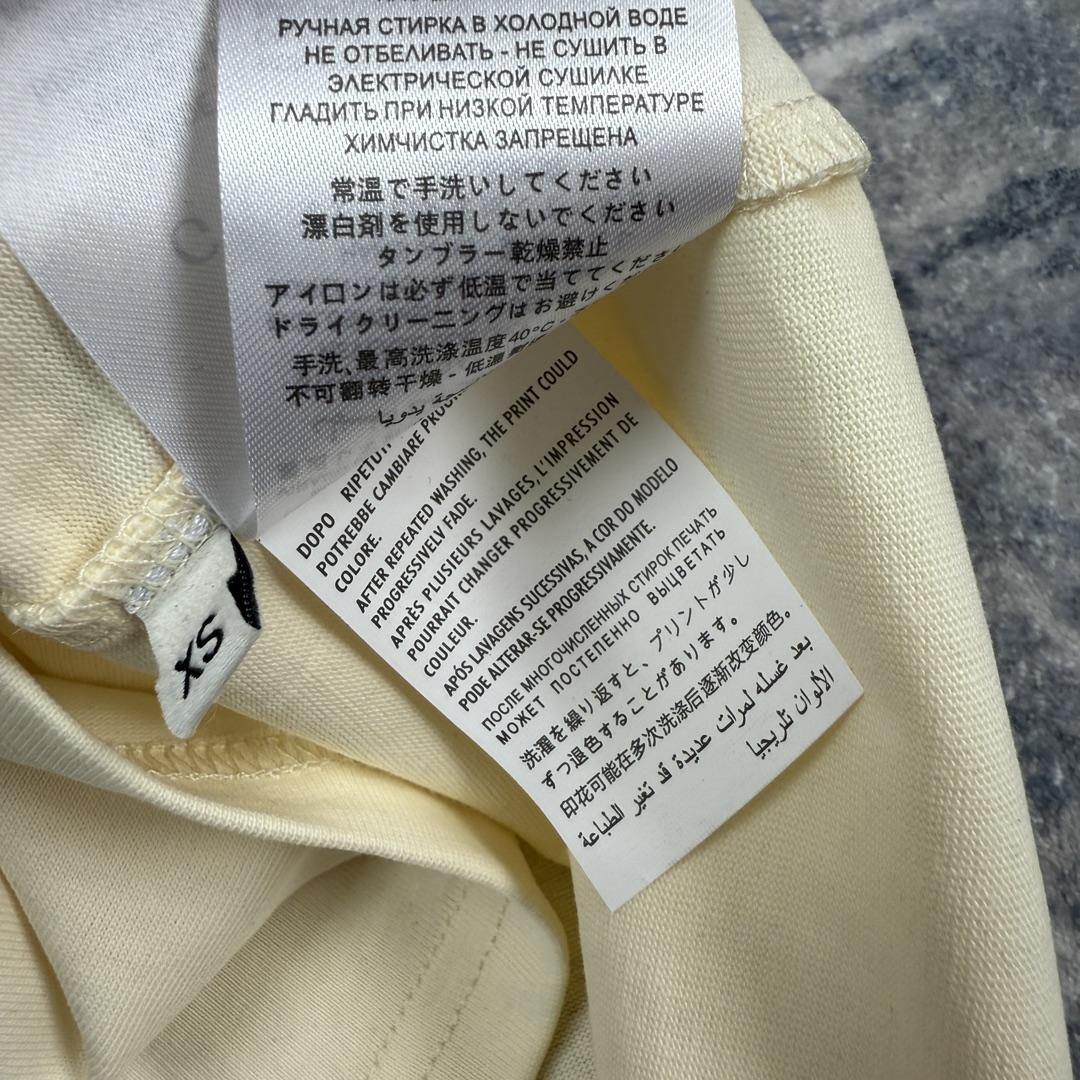 РУЧНАЯ СТИРКА В ХОЛОДНОЙ ВОДЕ
НЕ ОТБЕЛИВАТЬ - НЕ СУШИТЬ В
ЭЛЕКТРИЧЕСКОЙ СУШИЛКЕ
ГЛАДИТЬ ПРИ НИЗКОЙ ТЕМПЕРАТУРЕ
ХИМЧИСТКА ЗАПРЕЩЕНА
常温で手洗いしてください
漂白剤を使用しないでください
タンブラー乾燥禁止
アイロンは必ず低温で当ててくださ
ドライクリーニングはお避けくだ
手洗、最高洗涤温度40°C
不可翻转干燥 - 低温
DOPO
POTREBBE CAMBIARE
COLORE.
AFTER REPEATED WASHING, THE PRINT COULD
PROGRESSIVELV FADE.
APRÈS PLUSIEURS LAVAGES, L'IMPRESSION
POURRAIT CHANGER PROGRESSIVEMENT DE
COULEUR.
APÓS LAVAGENS SUCESSIVAS, A COR DO MODELO
PODE ALTERAR-SE PROGRESSIVAMENTE.
ПОСЛЕ МНОГОЧИСЛЕННЫХ СТИРОК ПЕЧАТЬ
МОЖЕТ ПОСТЕПЕННО ВЫЦВЕТАТЬ
洗濯を繰り返すと、プリントが少し
ずつ退色することがあります。
印花可能在多次洗涤后逐渐改变颜色。
بعد غسله لمرات عديدة قد تغير الطباعة
الألوان تدريجيا
XS